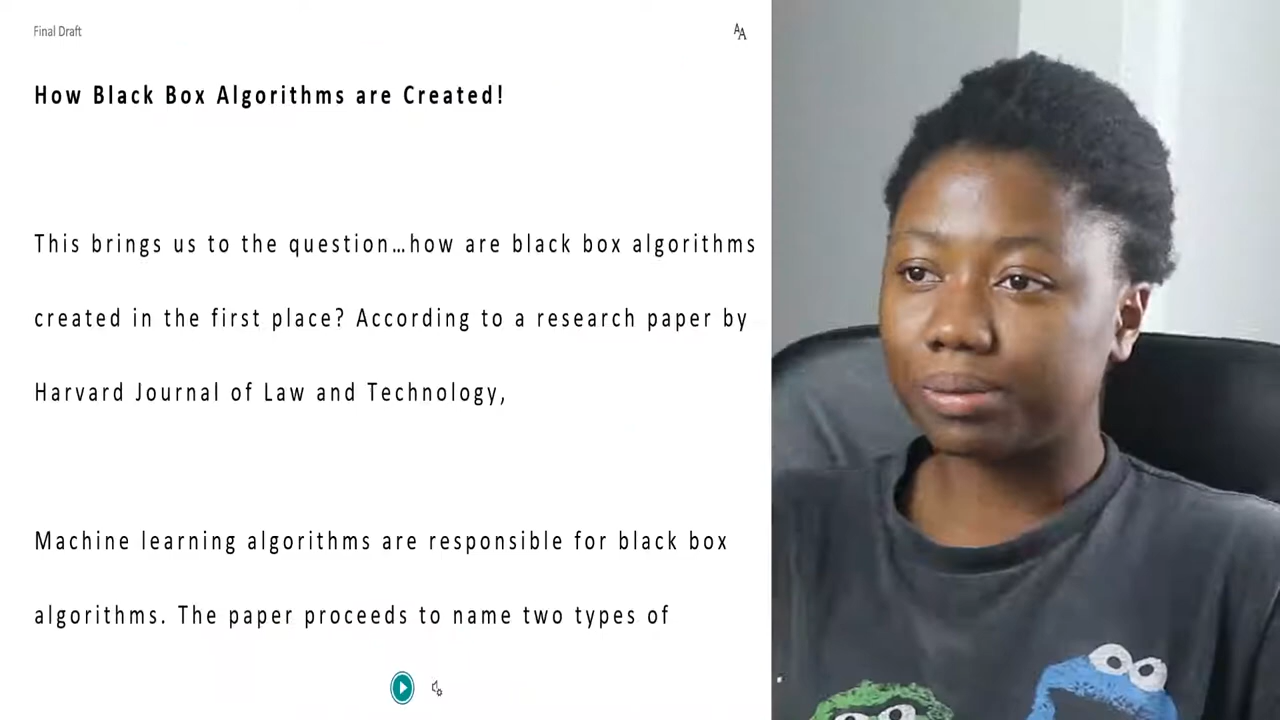 Final Draft
How Black Box Algorithms are Created!
This brings us to the question…how are black box algorithms
created in the first place? According to a research paper by
Harvard Journal of Law and Technology,
Machine learning algorithms are responsible for black box
algorithms. The paper proceeds to name two types of